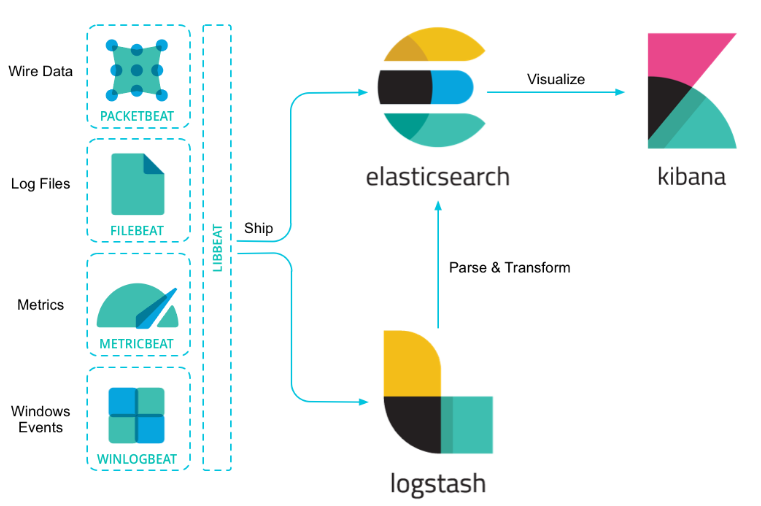 Wire Data
PACKETBEAT
Log Files
FILEBEAT
Metrics
METRICBEAT
Windows
Events
WINLOGBEAT
LIBBEAT
Ship
elasticsearch
Visualize
kibana
Parse & Transform
logstash